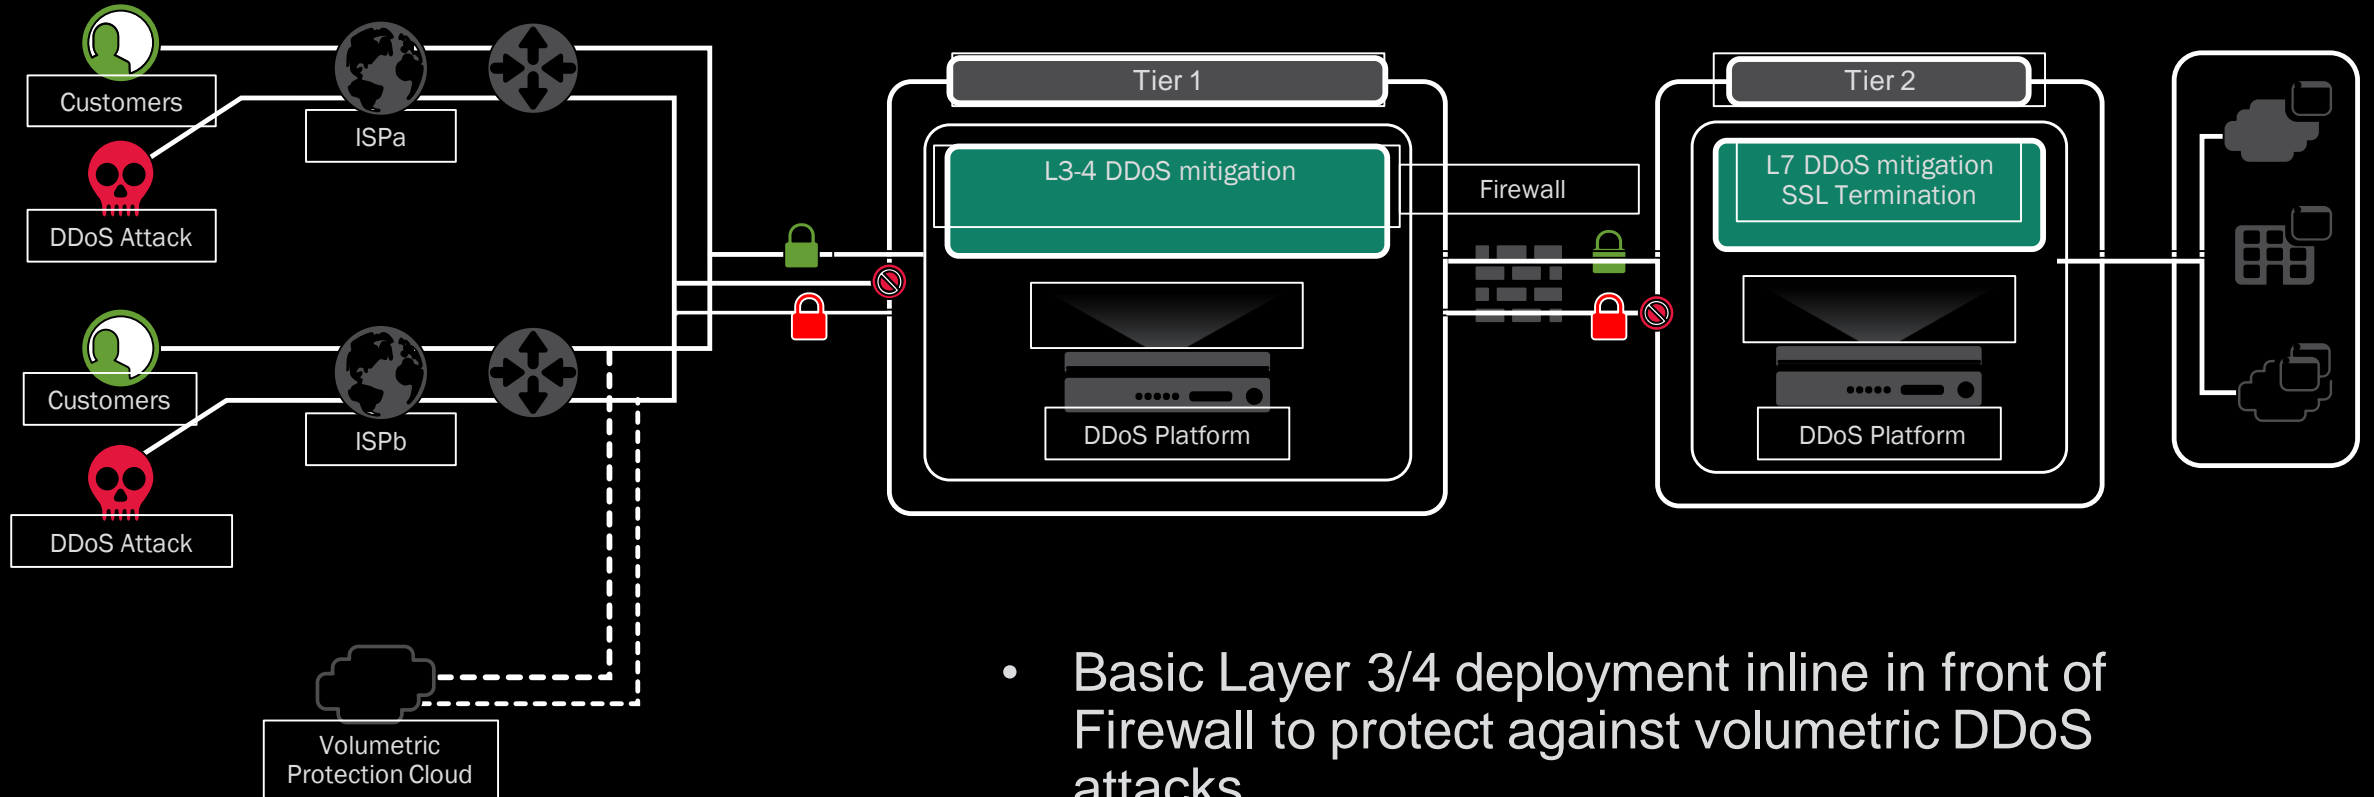 Customers
DDoS Attack
ISPa
Customers
DDoS Attack
ISPb
Volumetric
Protection Cloud
Tier 1
L3-4 DDoS mitigation
DDoS Platform
Firewall
Tier 2
L7 DDoS mitigation
SSL Termination
DDoS Platform
• Basic Layer 3/4 deployment inline in front of
Firewall to protect against volumetric DDoS
attacks